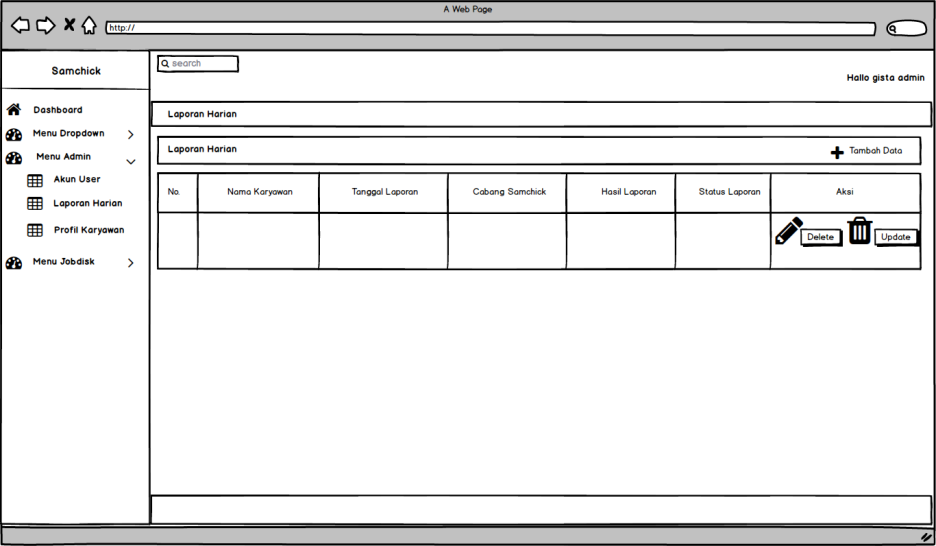 A Web Page
http://
Samchick
search
Hallo gista admin
Dashboard
Menu Dropdown
Menu Admin
Akun User
Laporan Harian
Profil Karyawan
Menu Jobdisk
Laporan Harian
Laporan Harian
Tambah Data
No. Nama Karyawan Tanggal Laporan Cabang Samchick Hasil Laporan Status Laporan Aksi
Delete Update